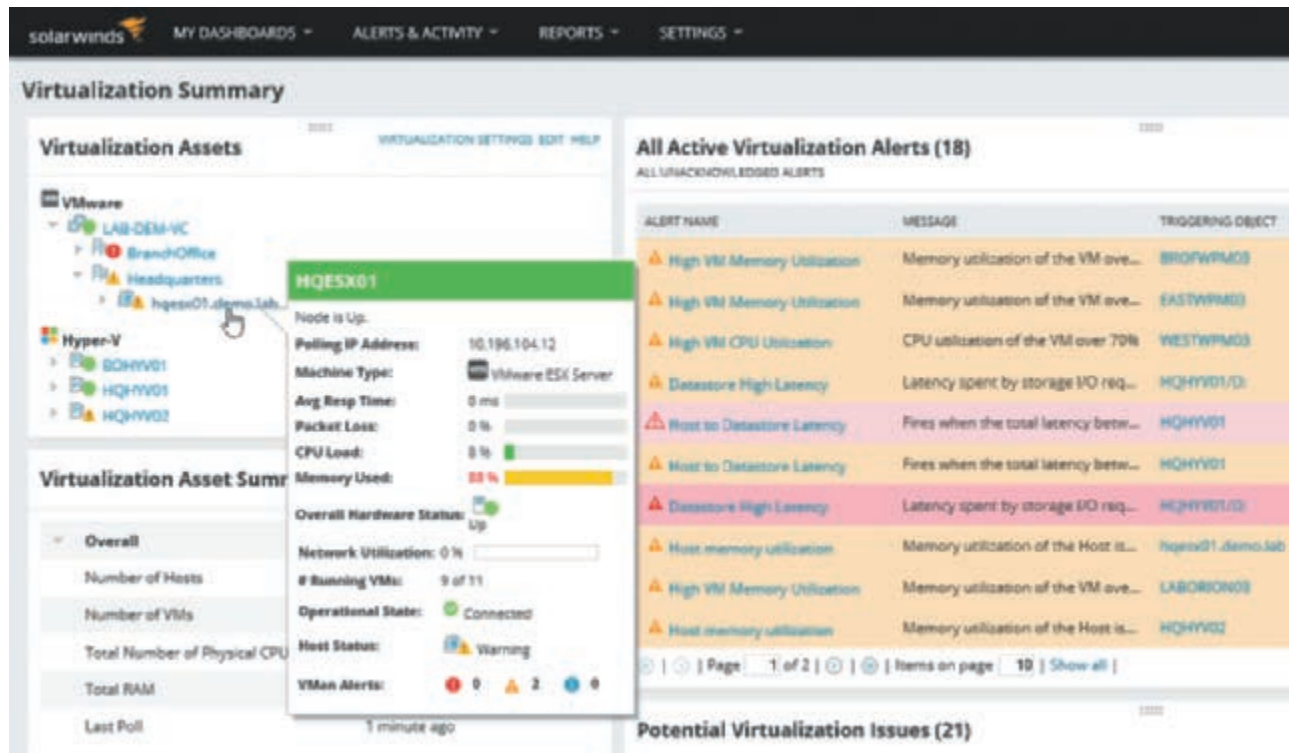 solarwinds MY DASHBOARDS ALERTS & ACTIVITY REPORTS SETTINGS
Virtualization Summary
Virtualization Assets
VIRTUALIZATION SETTINGS EDIT HELP
VMware
LAB-DEM-VC
BranchOffice
Headquarters
hqesx01.demo.lab
Hyper-V
BOHYV01
HQHYV01
HQHYV02
HQESX01
Node is Up.
Polling IP Address: 10.196.104.12
Machine Type: VMware ESX Server
Avg Resp Time: 0 ms
Packet Loss: 0 %
CPU Load: 8 %
Memory Used: 88 %
Overall Hardware Status: Up
Network Utilization: 0 %
# Running VMs: 9 of 11
Operational State: Connected
Host Status: Warning
VMan Alerts: 0 2 0
Virtualization Asset Summ
Overall
Number of Hosts
Number of VMs
Total Number of Physical CPU
Total RAM
Last Poll 1 minute ago
All Active Virtualization Alerts (18)
ALL UNACKNOWLEDGED ALERTS
ALERT NAME MESSAGE TRIGGERING OBJECT
High VM Memory Utilization Memory utilization of the VM ove... BROFWPM03
High VM Memory Utilization Memory utilization of the VM ove... EASTWPM03
High VM CPU Utilization CPU utilization of the VM over 70% WESTWPM03
Datastore High Latency Latency spent by storage I/O req... HQHYV01/D:
Host to Datastore Latency Fires when the total latency betw... HQHYV01
Host to Datastore Latency Fires when the total latency betw... HQHYV01
Datastore High Latency Latency spent by storage I/O req... HQHYV01/D:
Host memory utilization Memory utilization of the Host is... hqesx01.demo.lab
High VM Memory Utilization Memory utilization of the VM ove... LABORION03
Host memory utilization Memory utilization of the Host is... HQHYV02
| Page 1 of 2 | | Items on page 10 | Show all |
Potential Virtualization Issues (21)